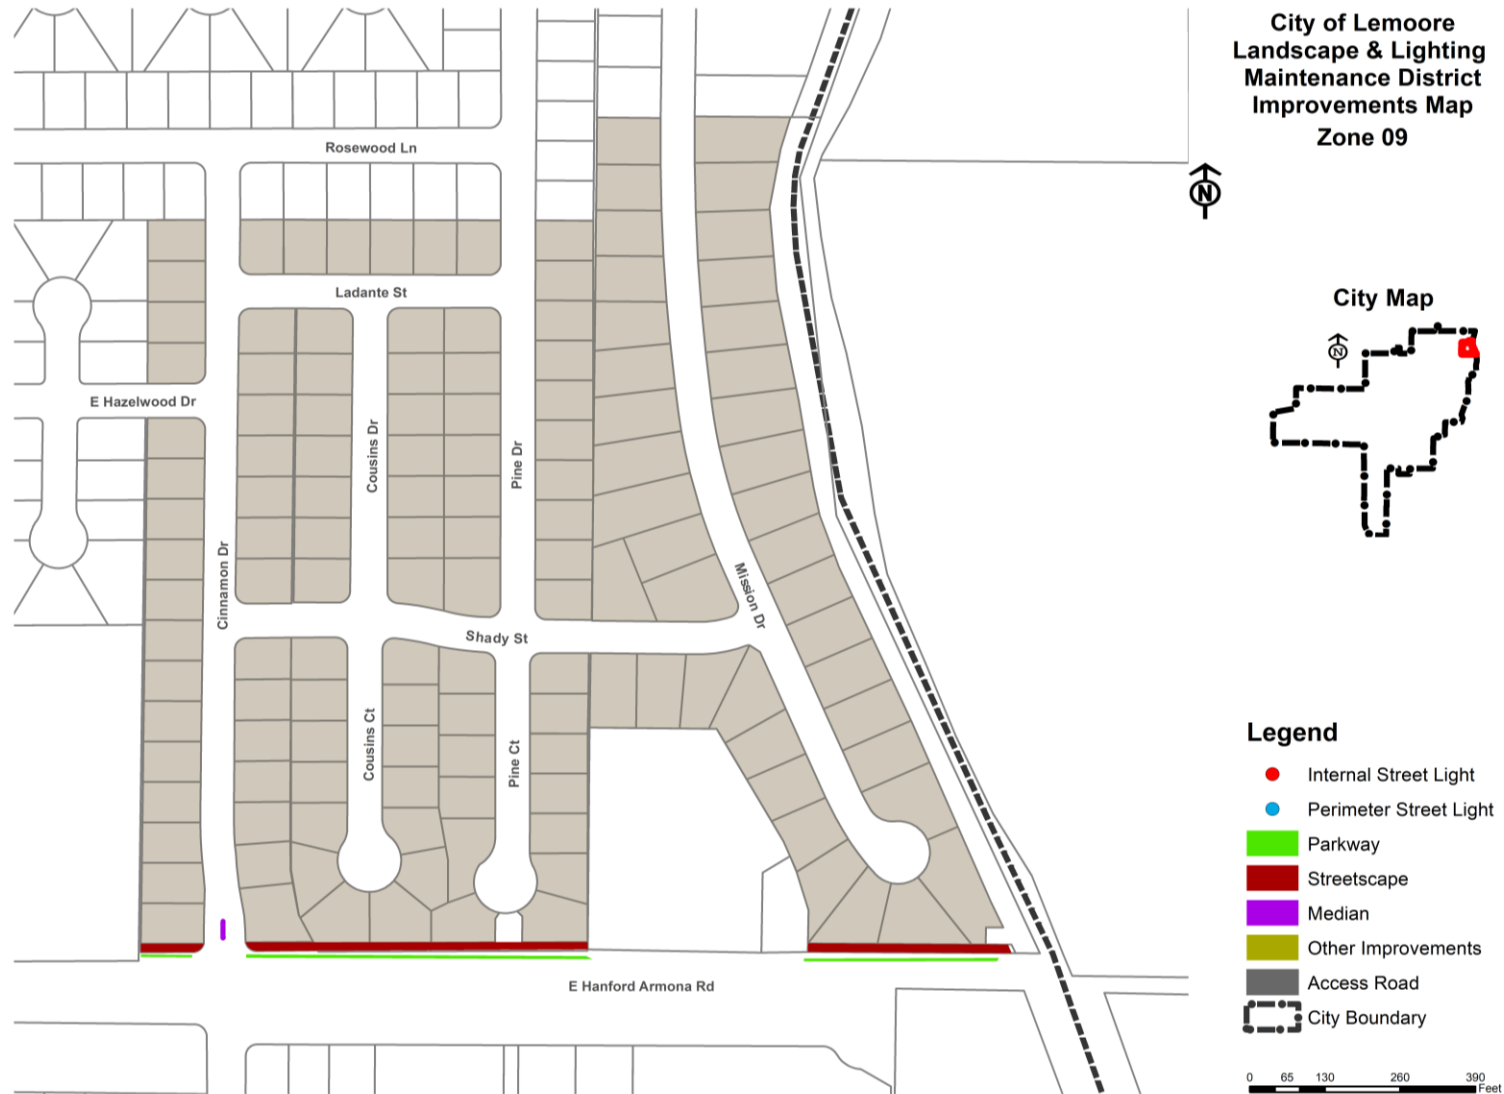 City of Lemoore
Landscape & Lighting
Maintenance District
Improvements Map
Zone 09
N
City Map
N
Rosewood Ln
Ladante St
E Hazelwood Dr
Cousins Dr
Pine Dr
Cinnamon Dr
Mission Dr
Shady St
Cousins Ct
Pine Ct
E Hanford Armona Rd
Legend
Internal Street Light
Perimeter Street Light
Parkway
Streetscape
Median
Other Improvements
Access Road
City Boundary
0 65 130 260 390
Feet